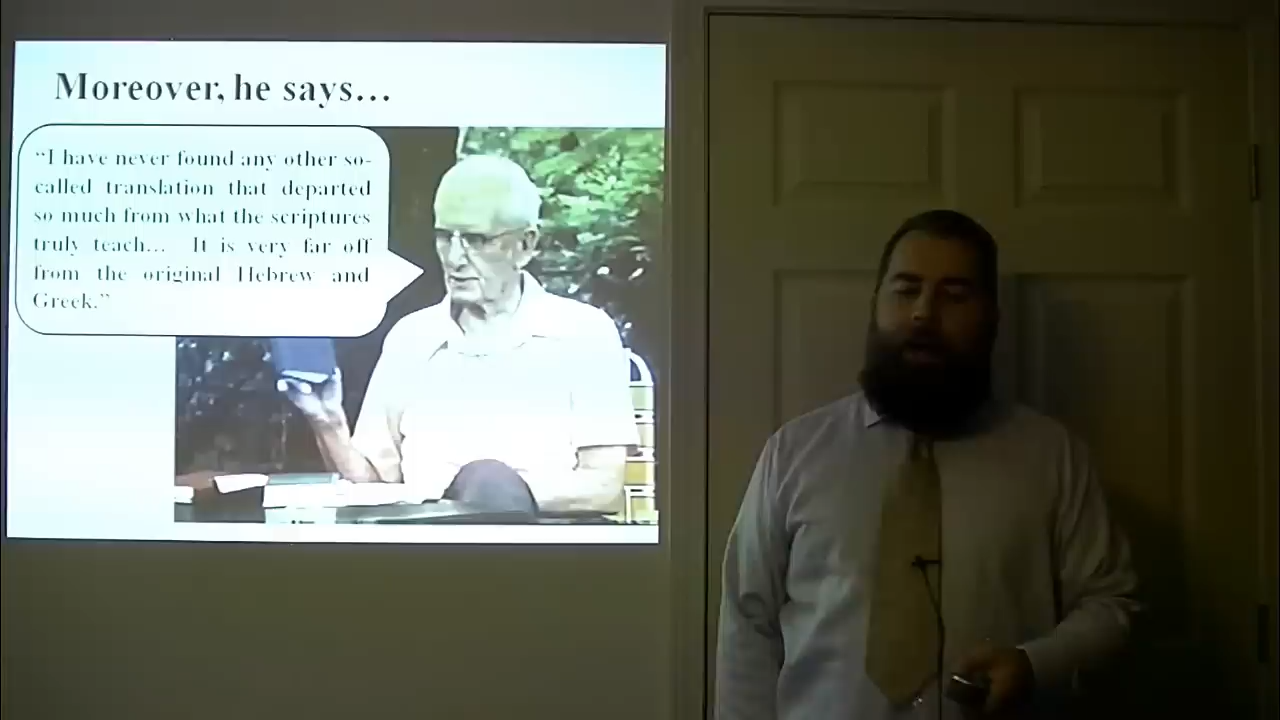 Moreover, he says...
“I have never found any other so-
called translation that departed
so much from what the scriptures
truly teach... It is very far off
from the original Hebrew and
Greek.”